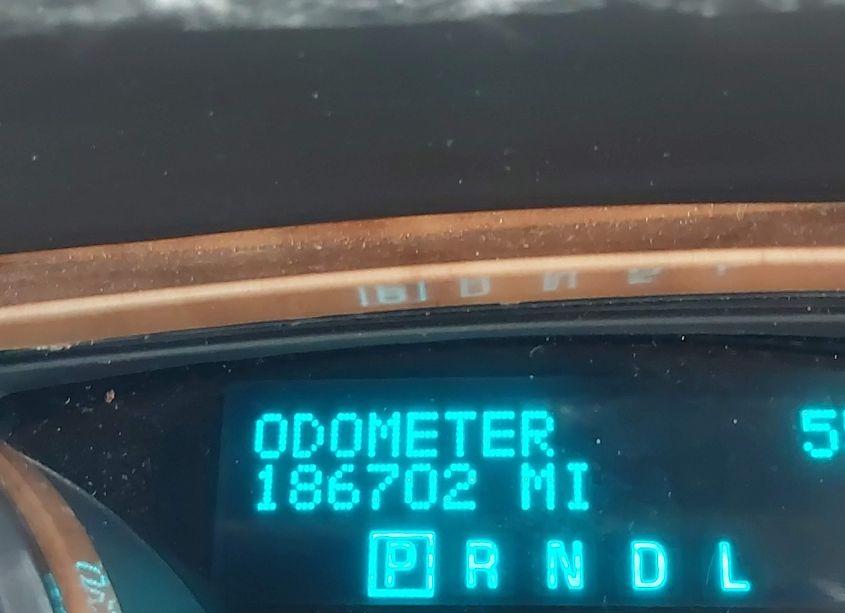 ODOMETER
186702 MI
P R N D L